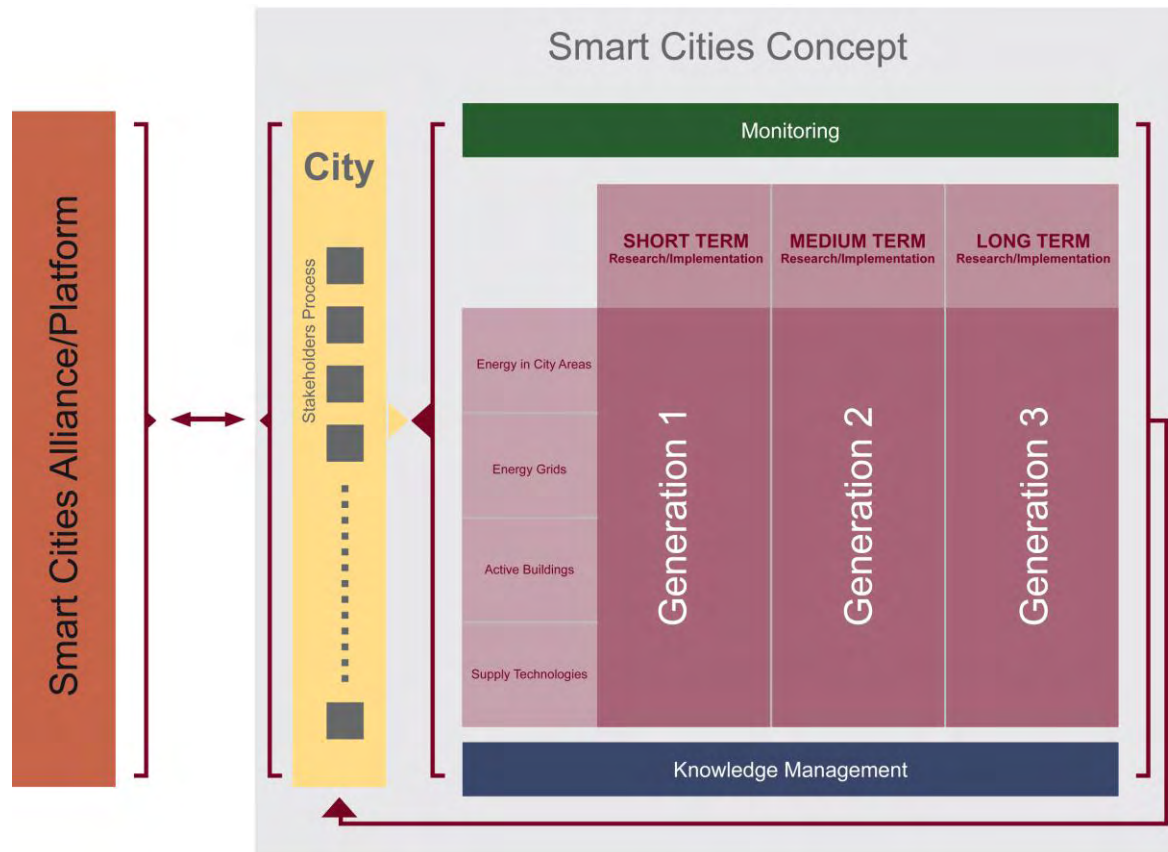 Smart Cities Concept
Smart Cities Alliance/Platform
City
Stakeholders Process
Monitoring
SHORT TERM
Research/Implementation
MEDIUM TERM
Research/Implementation
LONG TERM
Research/Implementation
Energy in City Areas
Energy Grids
Active Buildings
Supply Technologies
Generation 1
Generation 2
Generation 3
Knowledge Management